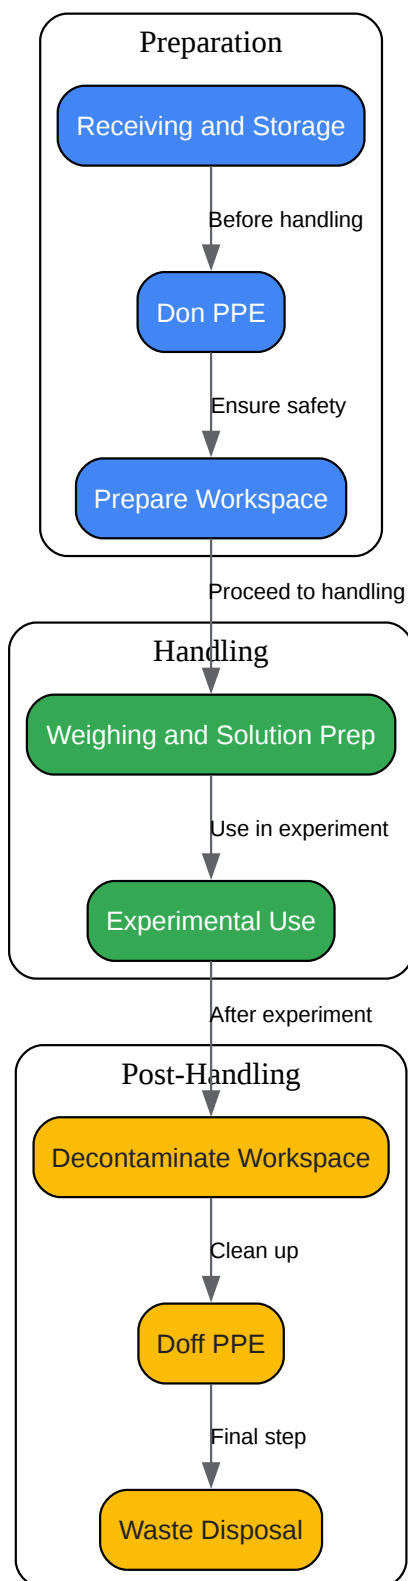 Preparation
Receiving and Storage
Before handling
Don PPE
Ensure safety
Prepare Workspace
Proceed to handling
Handling
Weighing and Solution Prep
Use in experiment
Experimental Use
After experiment
Post-Handling
Decontaminate Workspace
Clean up
Doff PPE
Final step
Waste Disposal